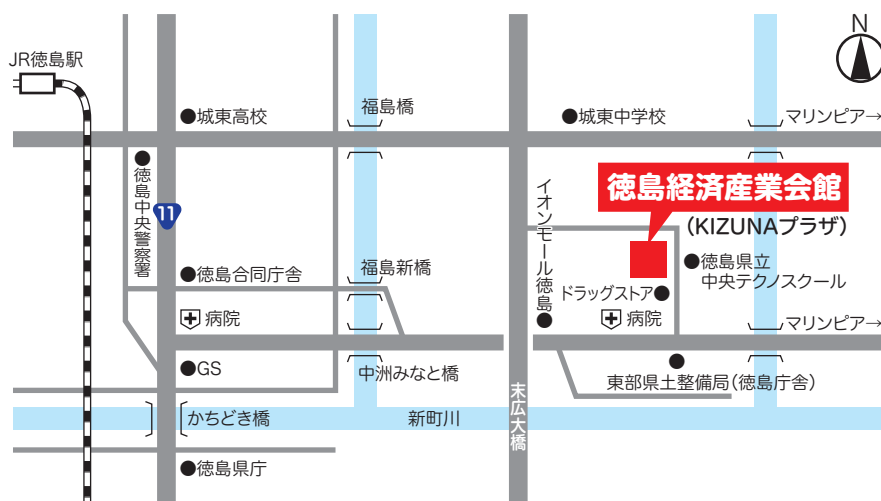 N
JR徳島駅
福島橋
●城東高校
●城東中学校
マリンピア→
徳島中央警察署
イオンモール徳島
徳島経済産業会館
(KIZUNAプラザ)
11
●徳島県立
中央テクノスクール
●徳島合同庁舎
福島新橋
ドラッグストア●
病院
病院
マリンピア→
●GS
中洲みなと橋
東部県土整備局(徳島庁舎)
末広大橋
かちどき橋
新町川
●徳島県庁